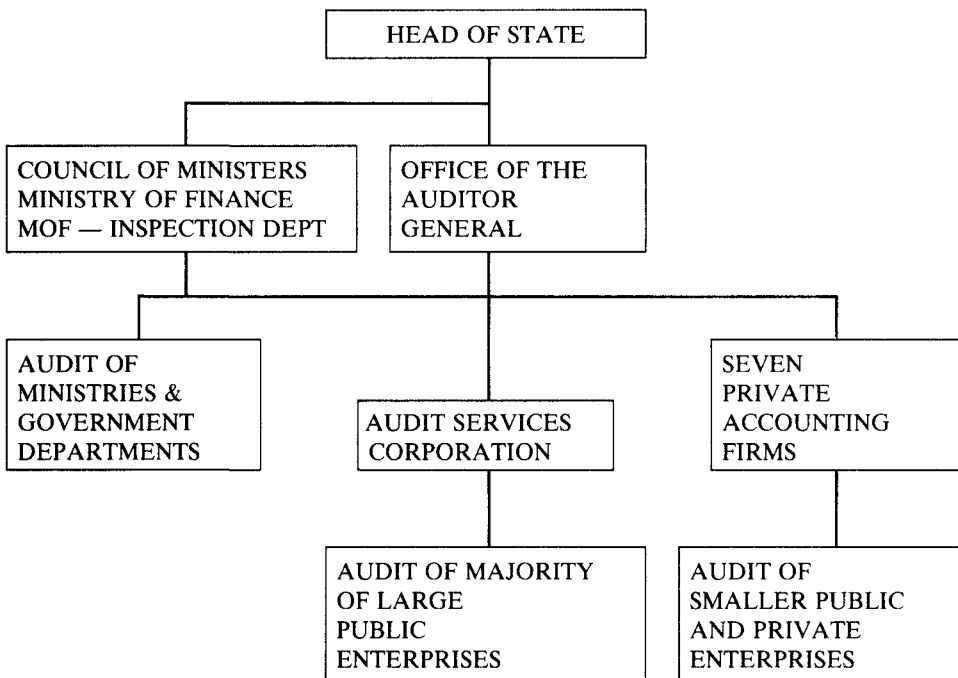 HEAD OF STATE
COUNCIL OF MINISTERS
MINISTRY OF FINANCE
MOF — INSPECTION DEPT
OFFICE OF THE
AUDITOR
GENERAL
AUDIT OF
MINISTRIES &
GOVERNMENT
DEPARTMENTS
AUDIT SERVICES
CORPORATION
SEVEN
PRIVATE
ACCOUNTING
FIRMS
AUDIT OF MAJORITY
OF LARGE
PUBLIC
ENTERPRISES
AUDIT OF
SMALLER PUBLIC
AND PRIVATE
ENTERPRISES